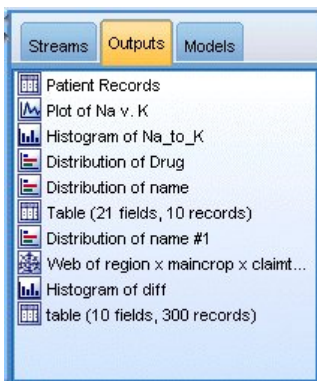 Streams Outputs Models
Patient Records
Plot of Na v. K
Histogram of Na_to_K
Distribution of Drug
Distribution of name
Table (21 fields, 10 records)
Distribution of name #1
Web of region x maincrop x claimt...
Histogram of diff
table (10 fields, 300 records)